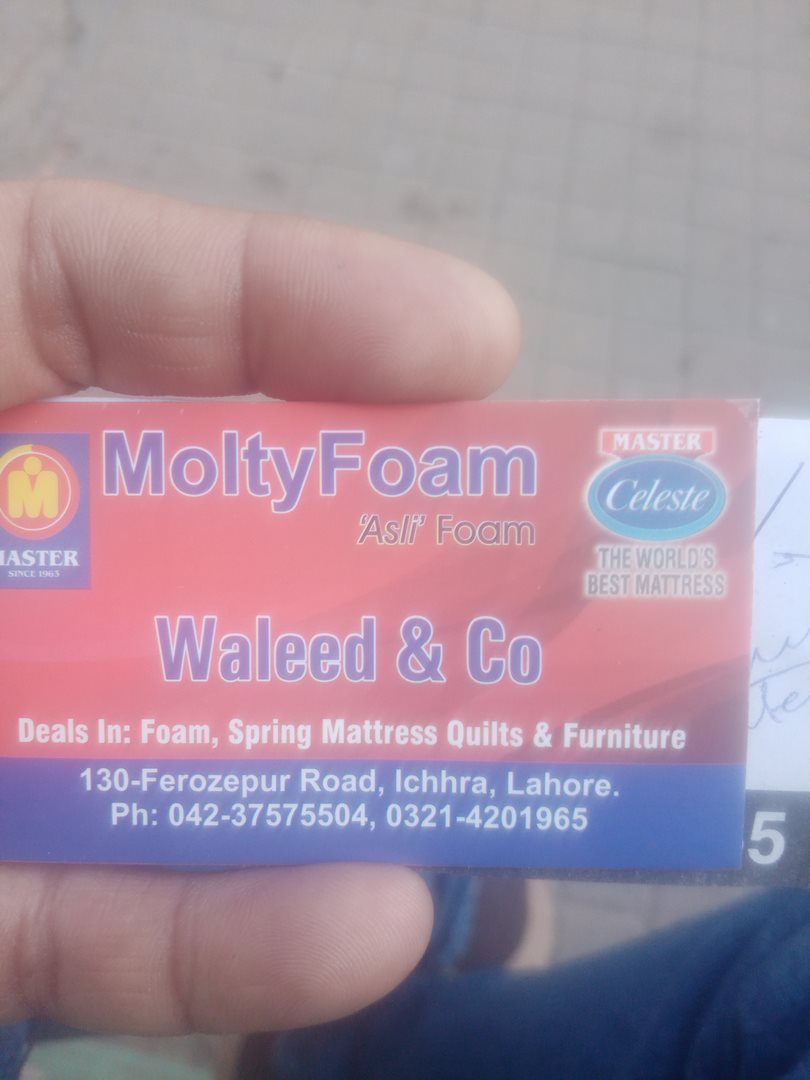 MoltyFoam
'Asli' Foam
MASTER
SINCE 1963
MASTER
Celeste
THE WORLD'S
BEST MATTRESS
Waleed & Co
Deals In: Foam, Spring Mattress Quilts & Furniture
130-Ferozepur Road, Ichhra, Lahore.
Ph: 042-37575504, 0321-4201965
5